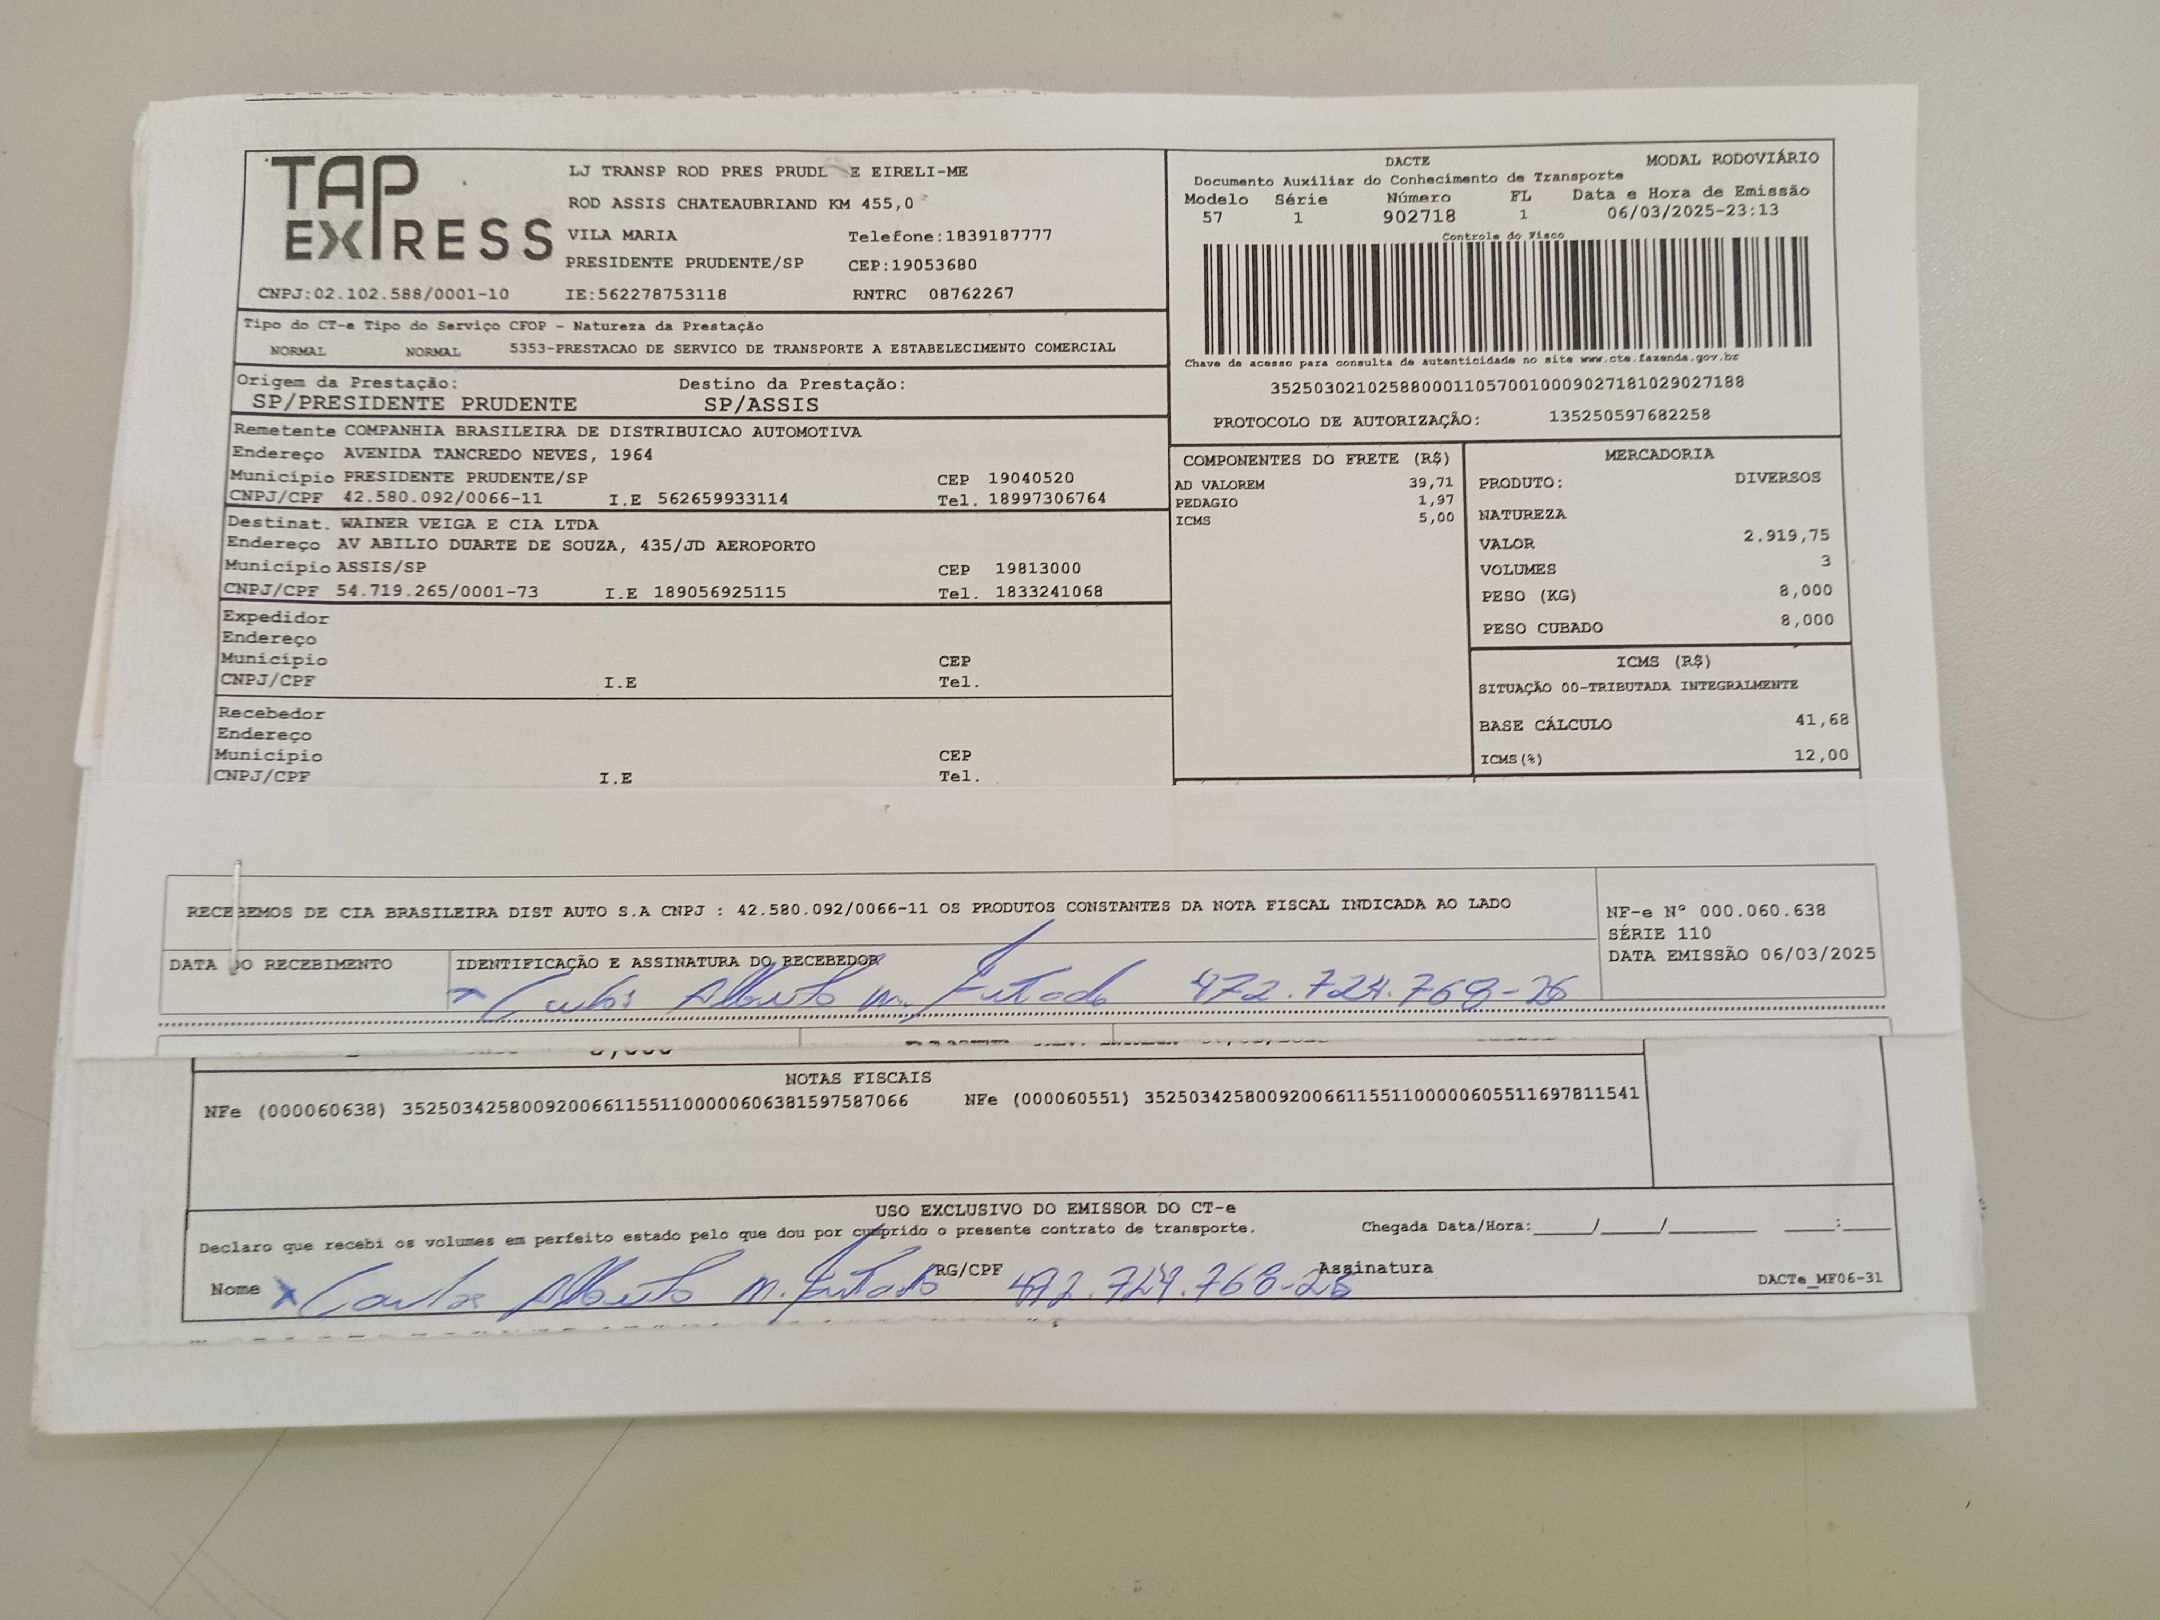 TAP EXPRESS
LJ TRANSP ROD PRES PRUDE E EIRELI-ME
ROD ASSIS CHATEAUBRIAND KM 455,0
VILA MARIA Telefone:1839187777
PRESIDENTE PRUDENTE/SP CEP:19053680
CNPJ:02.102.588/0001-10 IE:562278753118 RNTRC 08762267
DACTE MODAL RODOVIÁRIO
Documento Auxiliar do Conhecimento de Transporte
Modelo Série Número FL Data e Hora de Emissão
57 1 902718 1 06/03/2025-23:13
Controle do Fisco
Chave de acesso para consulta de autenticidade no site www.cte.fazenda.gov.br
35250302102588000110570010009027181029027188
PROTOCOLO DE AUTORIZAÇÃO: 135250597682258
Tipo do CT-e Tipo do Serviço CFOP - Natureza da Prestação
NORMAL NORMAL 5353-PRESTACAO DE SERVICO DE TRANSPORTE A ESTABELECIMENTO COMERCIAL
Origem da Prestação: Destino da Prestação:
SP/PRESIDENTE PRUDENTE SP/ASSIS
Remetente COMPANHIA BRASILEIRA DE DISTRIBUICAO AUTOMOTIVA
Endereço AVENIDA TANCREDO NEVES, 1964
Município PRESIDENTE PRUDENTE/SP CEP 19040520
CNPJ/CPF 42.580.092/0066-11 I.E 562659933114 Tel. 18997306764
Destinat. WAINER VEIGA E CIA LTDA
Endereço AV ABILIO DUARTE DE SOUZA, 435/JD AEROPORTO
Município ASSIS/SP CEP 19813000
CNPJ/CPF 54.719.265/0001-73 I.E 189056925115 Tel. 1833241068
Expedidor
Endereço
Município CEP
CNPJ/CPF I.E Tel.
Recebedor
Endereço
Município CEP
CNPJ/CPF I.E Tel.
COMPONENTES DO FRETE (R$)
AD VALOREM 39,71
PEDAGIO 1,97
ICMS 5,00
MERCADORIA
PRODUTO: DIVERSOS
NATUREZA
VALOR 2.919,75
VOLUMES 3
PESO (KG) 8,000
PESO CUBADO 8,000
ICMS (R$)
SITUAÇÃO 00-TRIBUTADA INTEGRALMENTE
BASE CÁLCULO 41,68
ICMS(%) 12,00
RECEBEMOS DE CIA BRASILEIRA DIST AUTO S.A CNPJ : 42.580.092/0066-11 OS PRODUTOS CONSTANTES DA NOTA FISCAL INDICADA AO LADO
NF-e Nº 000.060.638
SÉRIE 110
DATA EMISSÃO 06/03/2025
DATA DO RECEBIMENTO IDENTIFICAÇÃO E ASSINATURA DO RECEBEDOR
Carlos Alberto M. Furtado 472.724.768-26
NOTAS FISCAIS
NFe (000060638) 35250342580092006611551100000606381597587066 NFe (000060551) 35250342580092006611551100000605511697811541
USO EXCLUSIVO DO EMISSOR DO CT-e
Declaro que recebi os volumes em perfeito estado pelo que dou por cumprido o presente contrato de transporte. Chegada Data/Hora:____/____/______ ____:____
Nome x Carlos Alberto M. Furtado RG/CPF 472.724.768-26 Assinatura
DACTe_MF06-31